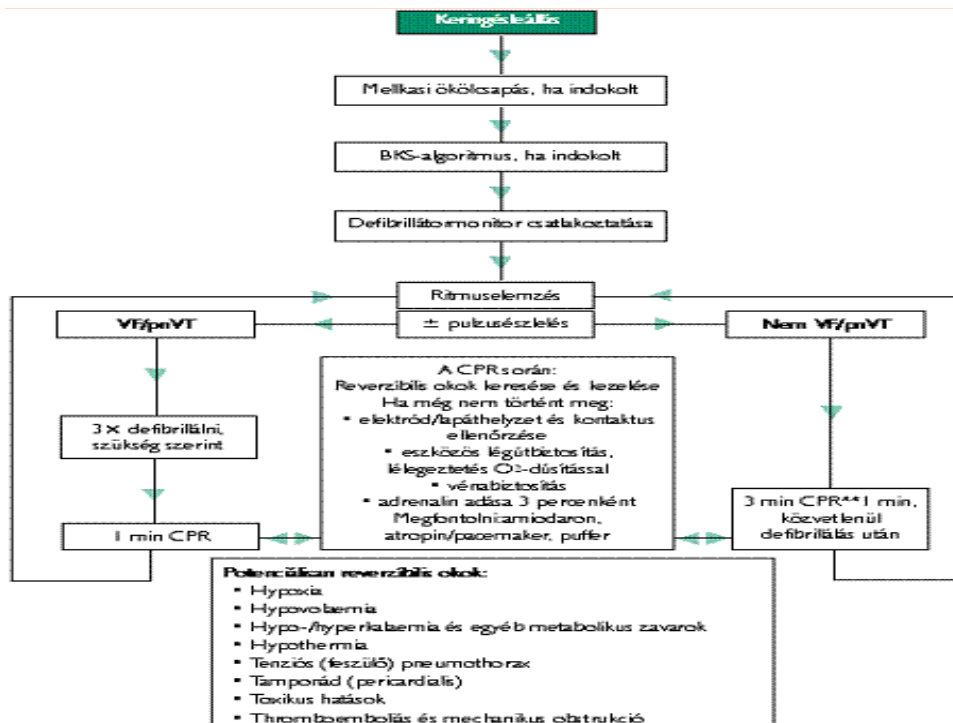 Keringésleállás
Mellkasi ökölcsapás, ha indokolt
BKS-algoritmus, ha indokolt
Defibrillátormonitor csatlakoztatása
Ritmuselemzés
± pulzusészlelés
VF/pnVT
Nem VF/pnVT
3× defibrillálni,
szükség szerint
1 min CPR
A CPR során:
Reverzibilis okok keresése és kezelése
Ha még nem történt meg:
• elektród/lapáthelyzet és kontaktus
ellenőrzése
• eszközös légútbiztosítás,
lélegeztetés O²-dúsítással
• vénabiztosítás
• adrenalin adása 3 percenként
Megfontolni:amiodaron,
atropin/pacemaker, puffer
3 min CPR**1 min,
közvetlenül
defibrillálás után
Potenciálisan reverzibilis okok:
• Hypoxia
• Hypovolaemia
• Hypo-/hyperkalaemia és egyéb metabolikus zavarok
• Hypothermia
• Tenziós (feszülő) pneumothorax
• Tamponád (pericardialis)
• Toxikus hatások
• Thromboembolás és mechanikus obstrukció